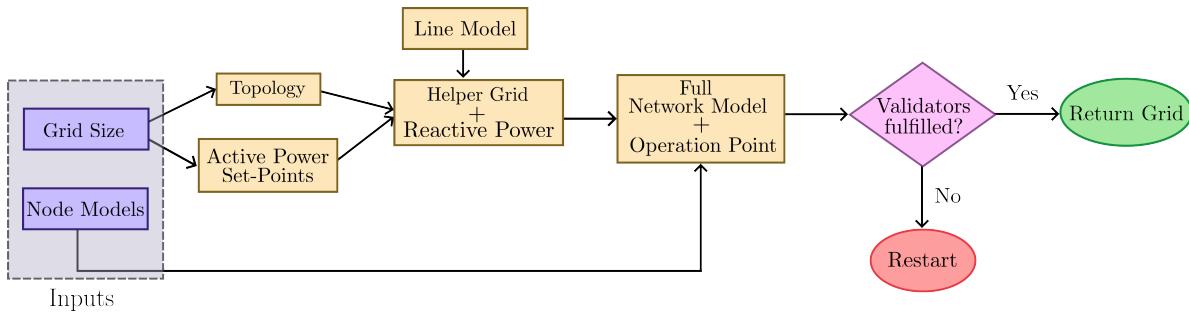 Line Model
Grid Size
Node Models
Inputs
Topology
Active Power
Set-Points
Helper Grid
+
Reactive Power
Full
Network Model
+
Operation Point
Validators
fulfilled?
Yes
Return Grid
No
Restart